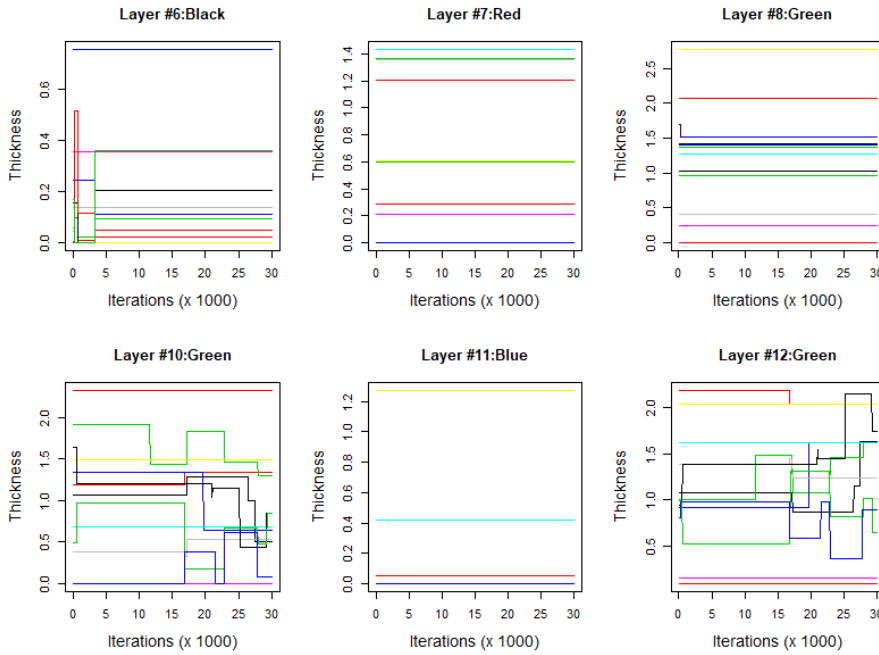 Layer #6:Black
Thickness
0.0 0.2 0.4 0.6
0 5 10 15 20 25 30
Iterations (x 1000)
Layer #7:Red
Thickness
0.0 0.2 0.4 0.6 0.8 1.0 1.2 1.4
0 5 10 15 20 25 30
Iterations (x 1000)
Layer #8:Green
Thickness
0.0 0.5 1.0 1.5 2.0 2.5
0 5 10 15 20 25 30
Iterations (x 1000)
Layer #10:Green
Thickness
0.0 0.5 1.0 1.5 2.0
0 5 10 15 20 25 30
Iterations (x 1000)
Layer #11:Blue
Thickness
0.0 0.2 0.4 0.6 0.8 1.0 1.2
0 5 10 15 20 25 30
Iterations (x 1000)
Layer #12:Green
Thickness
0.5 1.0 1.5 2.0
0 5 10 15 20 25 30
Iterations (x 1000)